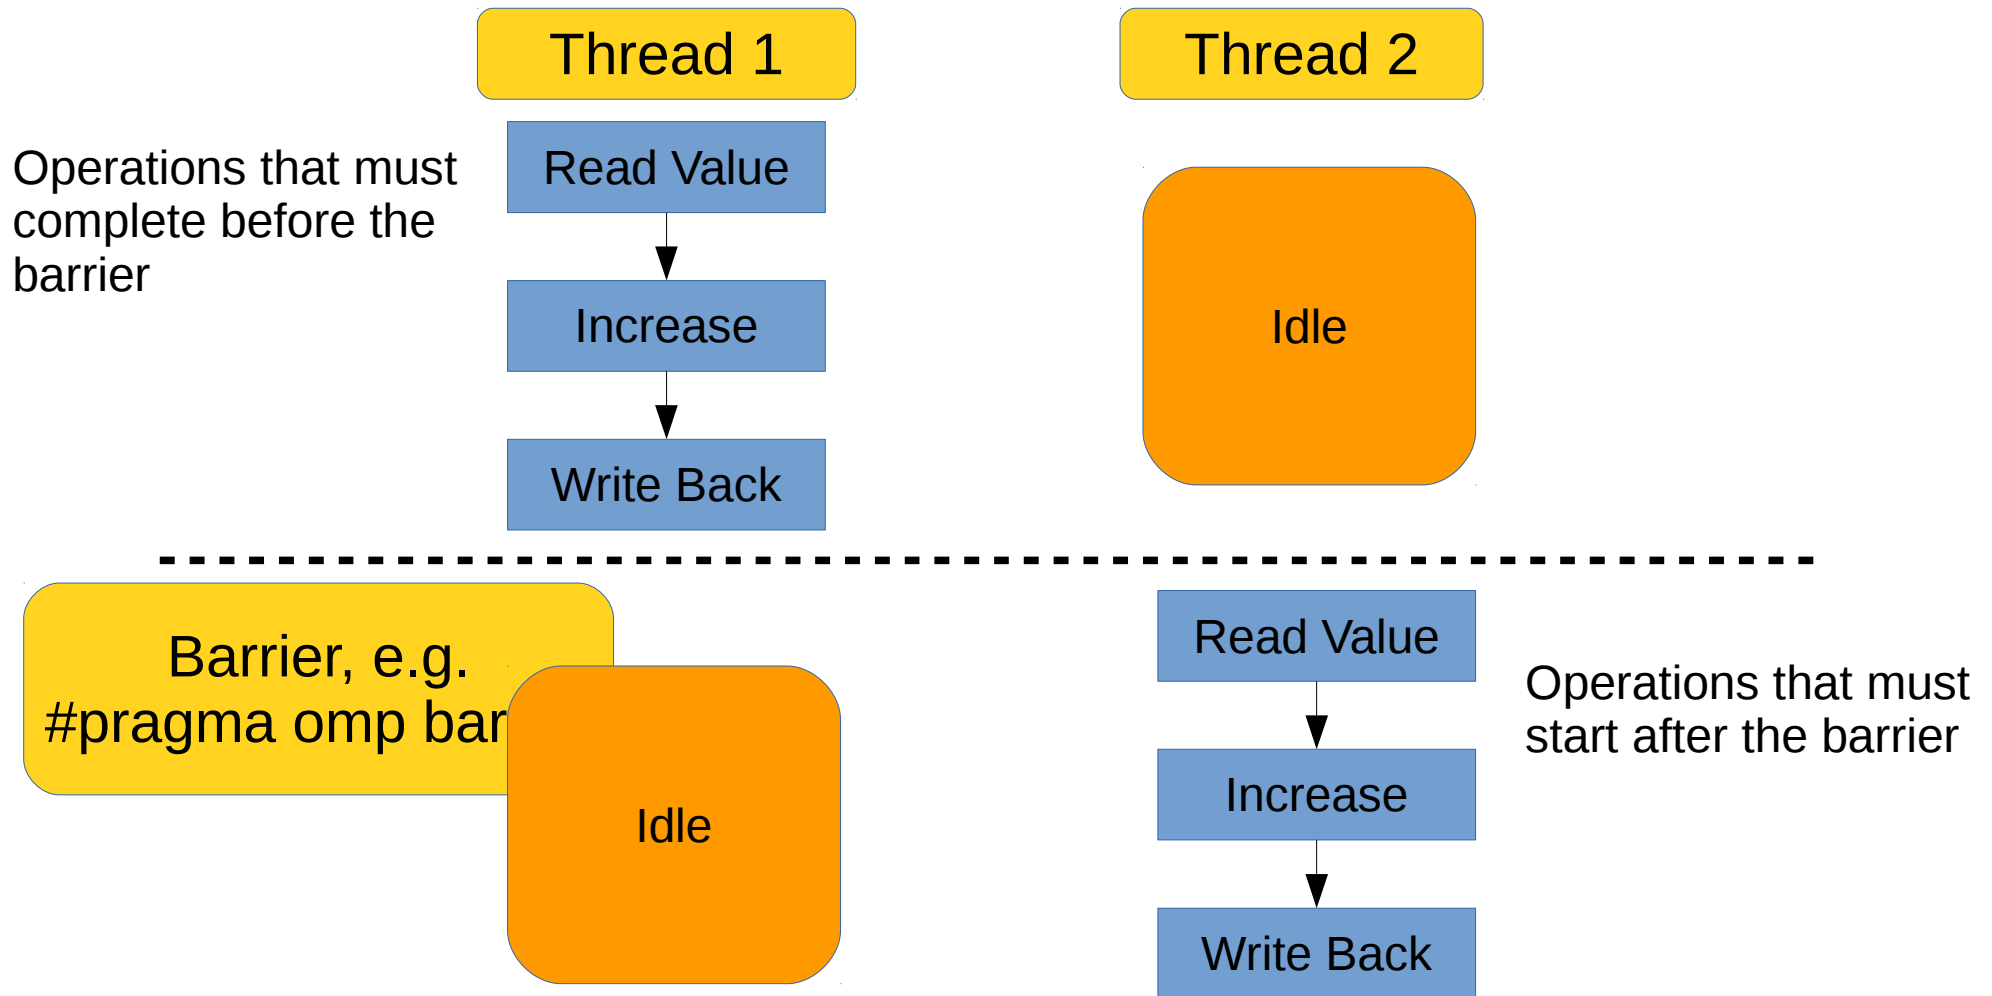 Thread 1
Thread 2
Operations that must
complete before the
barrier
Read Value
Increase
Write Back
Idle
Barrier, e.g.
#pragma omp bar
Idle
Read Value
Increase
Write Back
Operations that must
start after the barrier